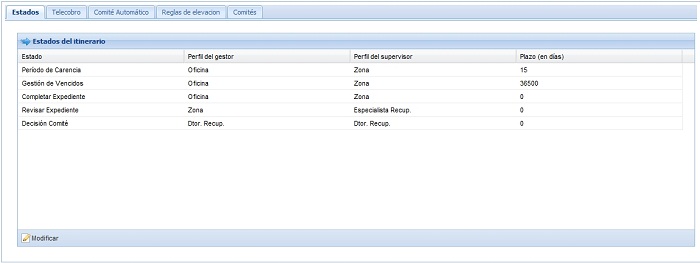 Estados Telecobro Comité Automático Reglas de elevacion Comités
Estados del itinerario
Estado Perfil del gestor Perfil del supervisor Plazo (en días)
Período de Carencia Oficina Zona 15
Gestión de Vencidos Oficina Zona 36500
Completar Expediente Oficina Zona 0
Revisar Expediente Zona Especialista Recup. 0
Decisión Comité Dtor. Recup. Dtor. Recup. 0
Modificar